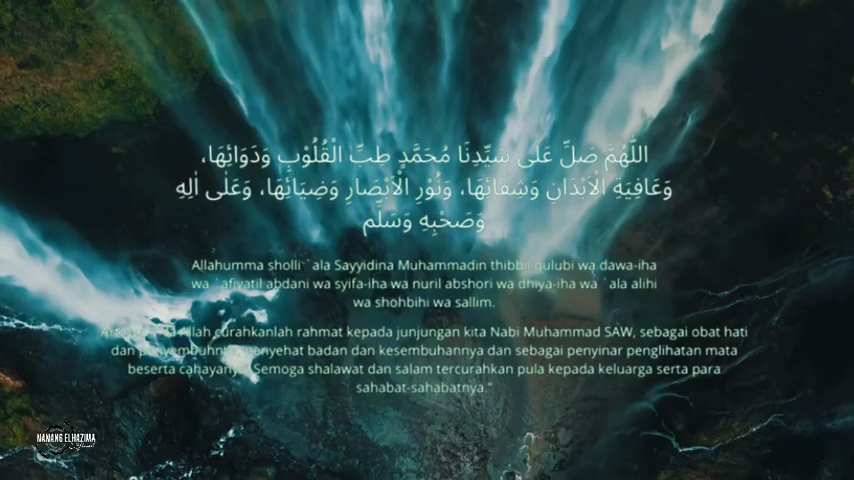 اللّٰهُمَّ صَلِّ عَلَى سَيِّدِنَا مُحَمَّدٍ طِبِّ الْقُلُوْبِ وَدَوَائِهَا،
وَعَافِيَةِ الْاَبْدَانِ وَشِفَائِهَا، وَنُوْرِ الْاَبْصَارِ وَضِيَائِهَا، وَعَلٰى اٰلِهِ
وَصَحْبِهِ وَسَلِّم
Allahumma sholli `ala Sayyidina Muhammadin thibbil qulubi wa dawa-iha
wa `afiyatil abdani wa syifa-iha wa nuril abshori wa dhiya-iha wa `ala alihi
wa shohbihi wa sallim.
Allah curahkanlah rahmat kepada junjungan kita Nabi Muhammad SAW, sebagai obat hati
dan penyembuhnya, penyehat badan dan kesembuhannya dan sebagai penyinar penglihatan mata
beserta cahayanya. Semoga shalawat dan salam tercurahkan pula kepada keluarga serta para
sahabat-sahabatnya."
NANANG ELHAZIMA